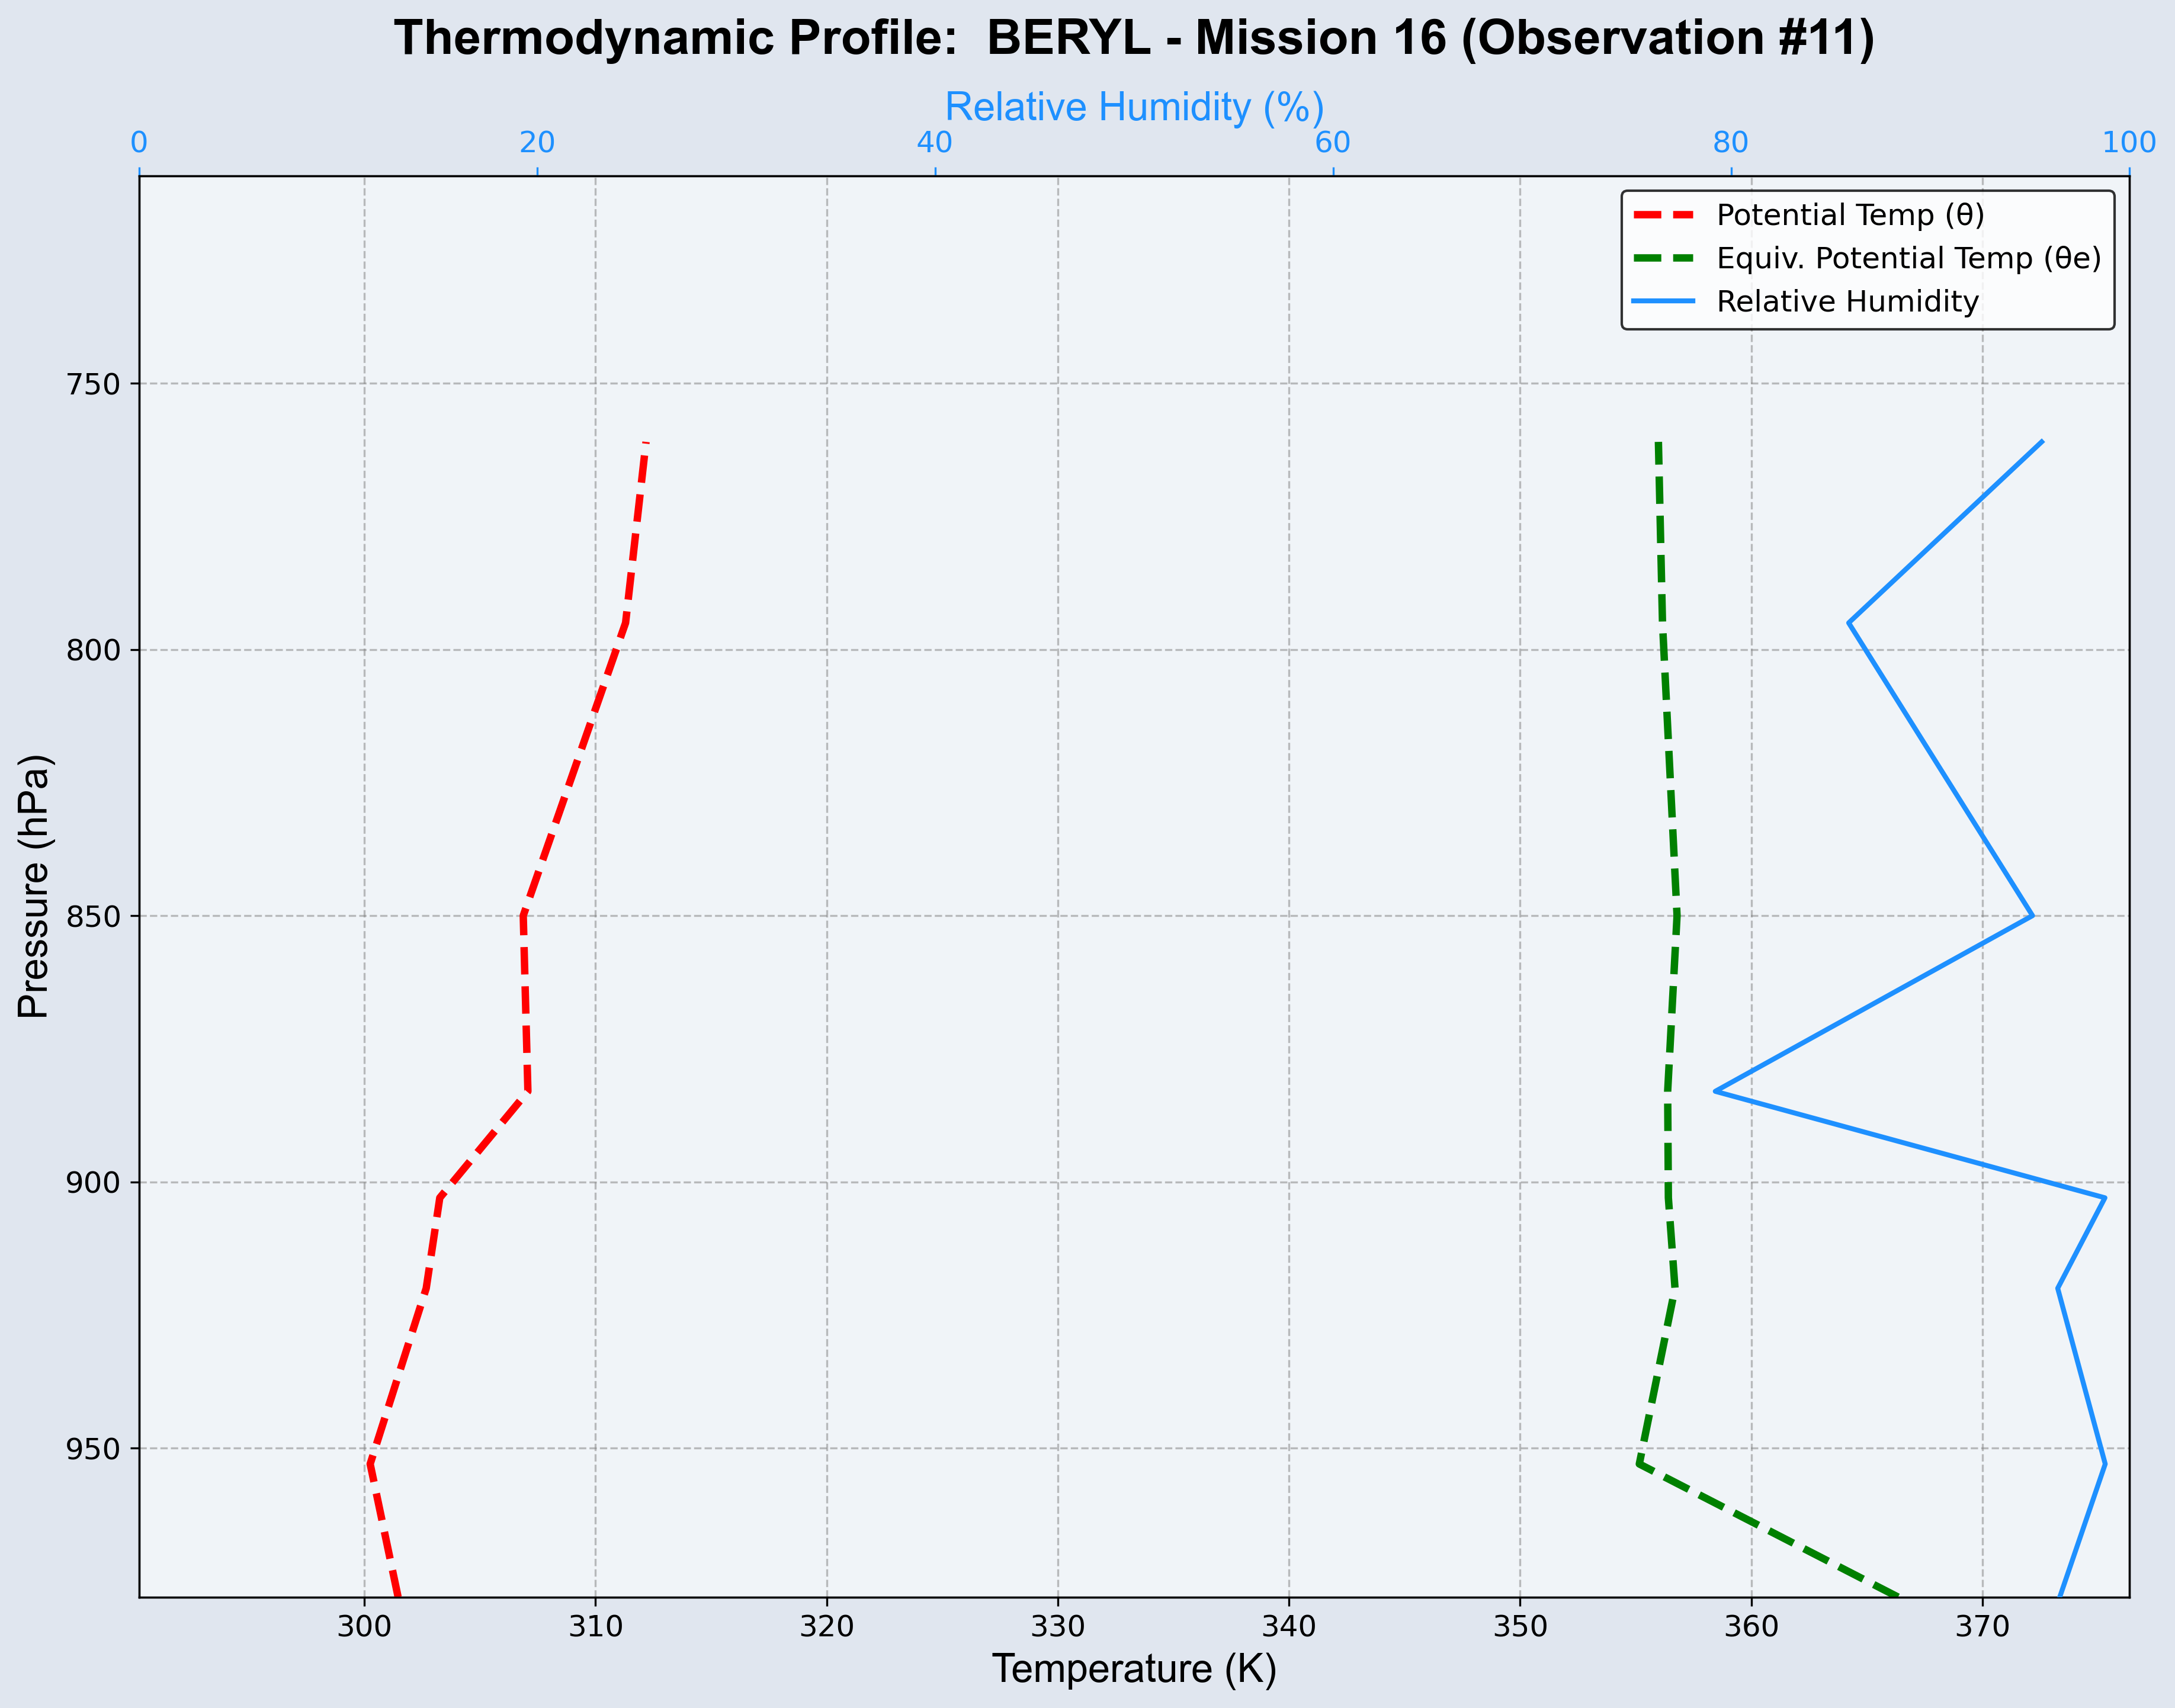 Thermodynamic Profile:  BERYL - Mission 16 (Observation #11)
Relative Humidity (%)
0 20 40 60 80 100
Potential Temp (θ)
Equiv. Potential Temp (θe)
Relative Humidity
750
800
850
900
950
Pressure (hPa)
300 310 320 330 340 350 360 370
Temperature (K)